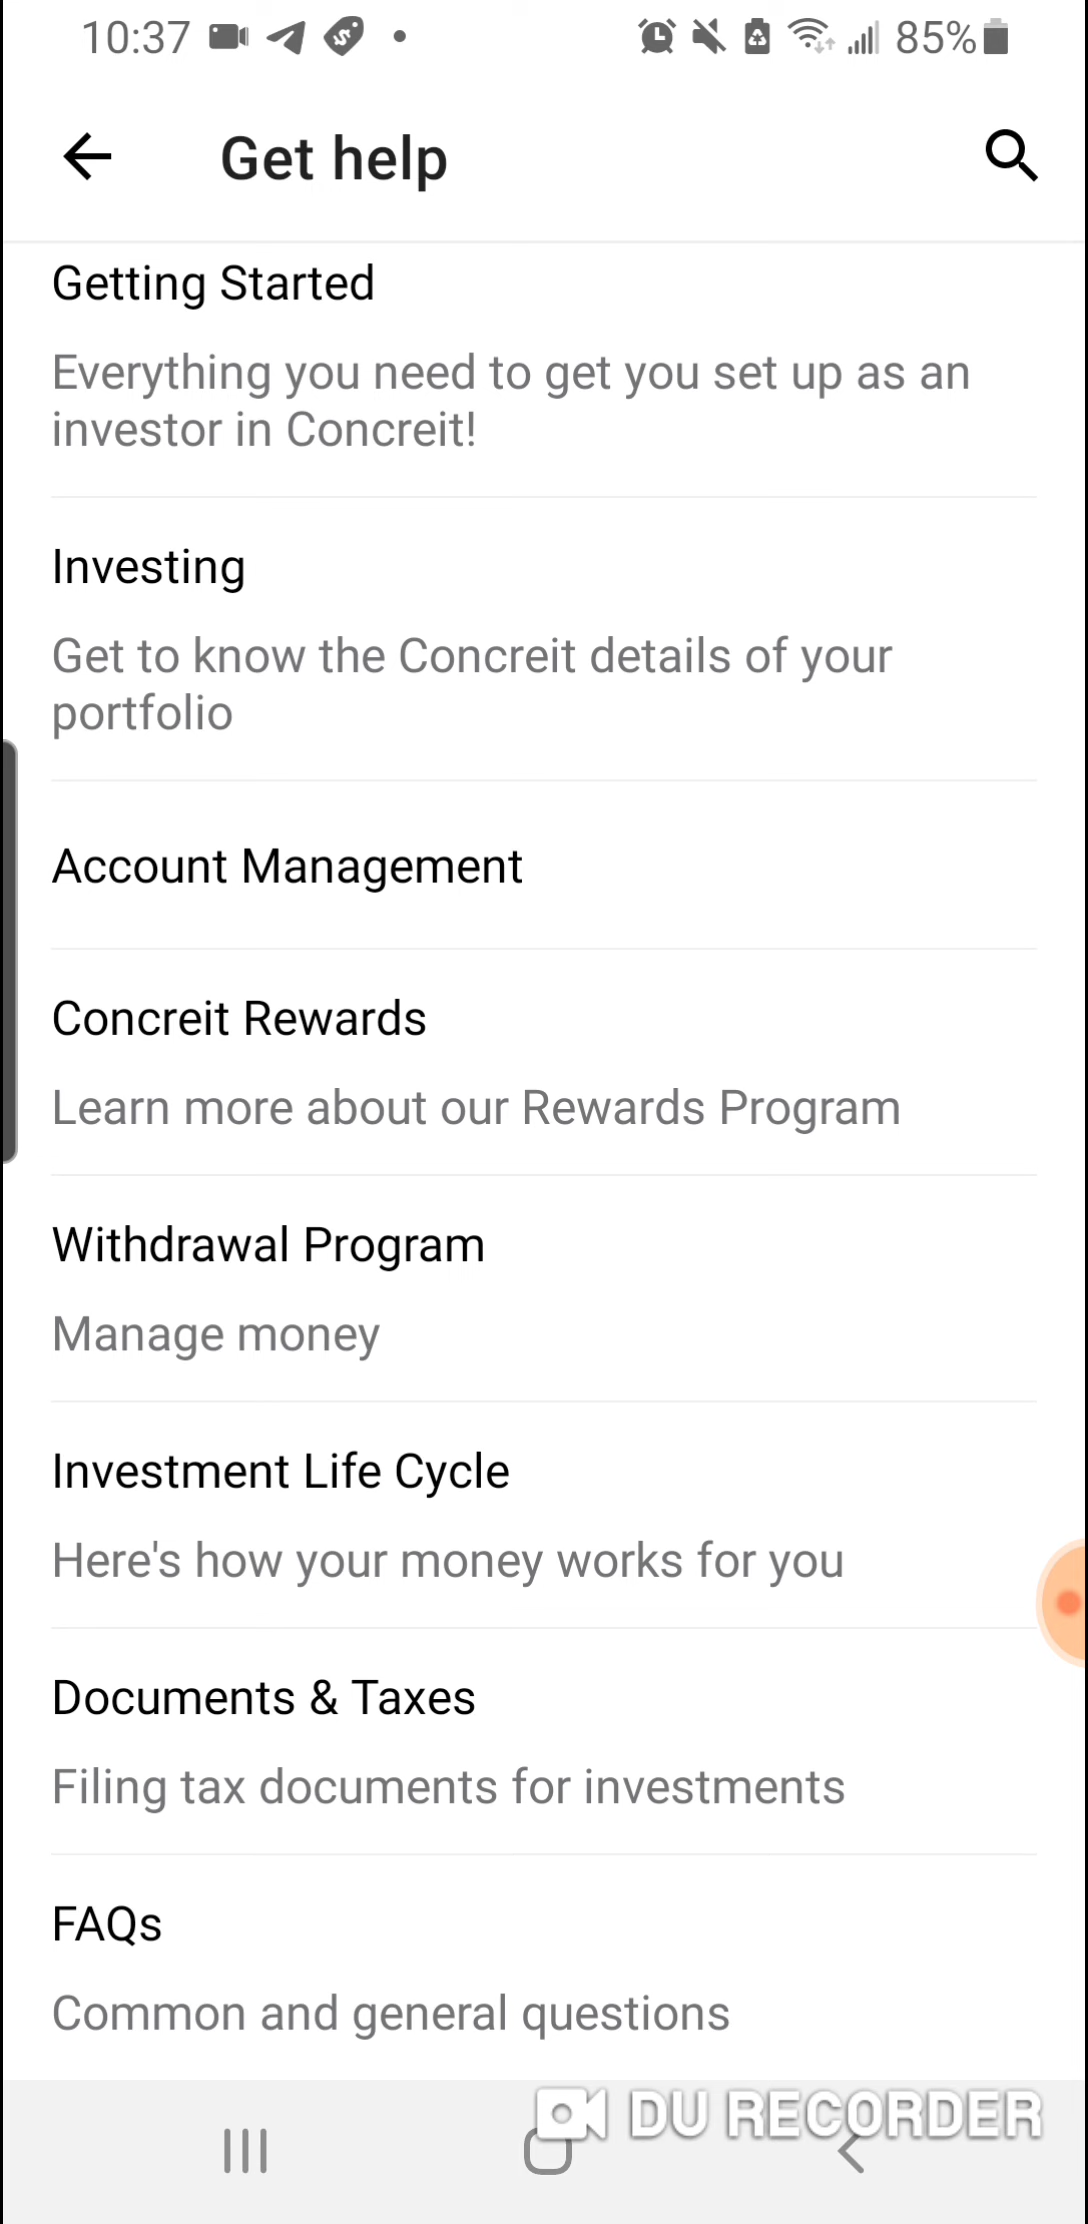 10:37
85%
Get help
Getting Started
Everything you need to get you set up as an
investor in Concreit!
Investing
Get to know the Concreit details of your
portfolio
Account Management
Concreit Rewards
Learn more about our Rewards Program
Withdrawal Program
Manage money
Investment Life Cycle
Here's how your money works for you
Documents & Taxes
Filing tax documents for investments
FAQs
Common and general questions
DU RECORDER